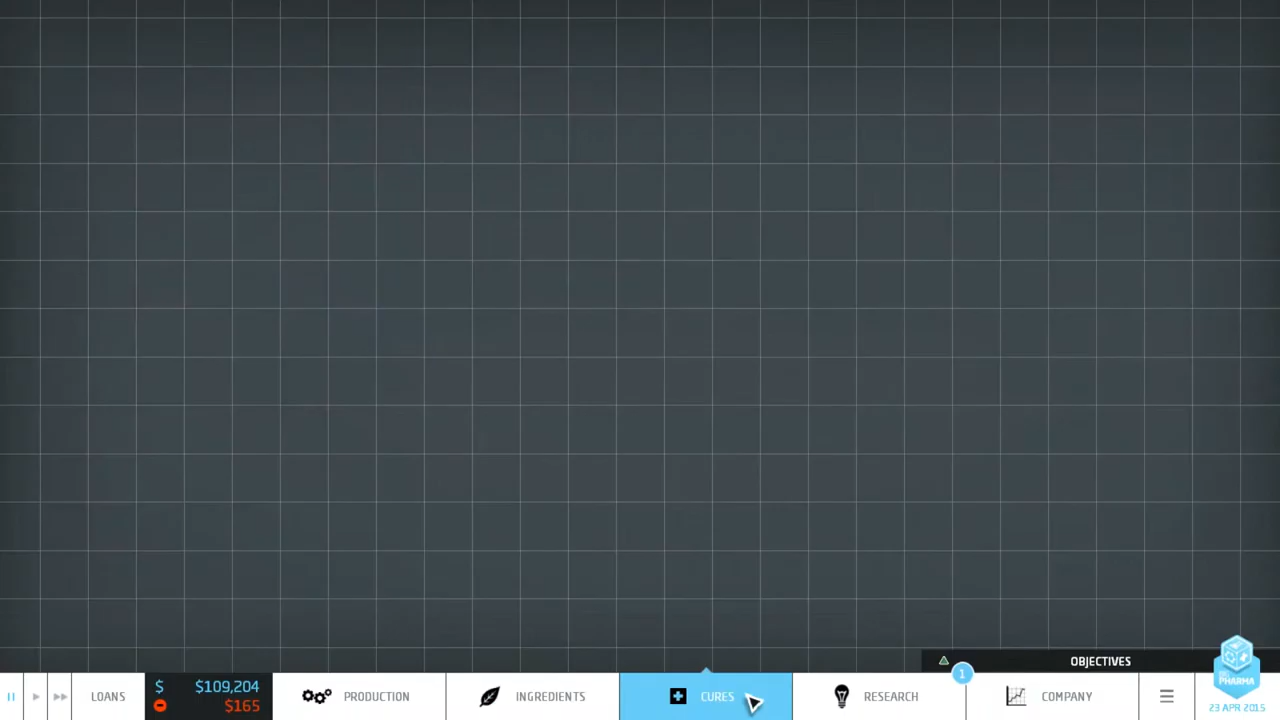 OBJECTIVES
1
LOANS
$ $109,204
$165
PRODUCTION
INGREDIENTS
CURES
RESEARCH
COMPANY
PHARMA
23 APR 2015